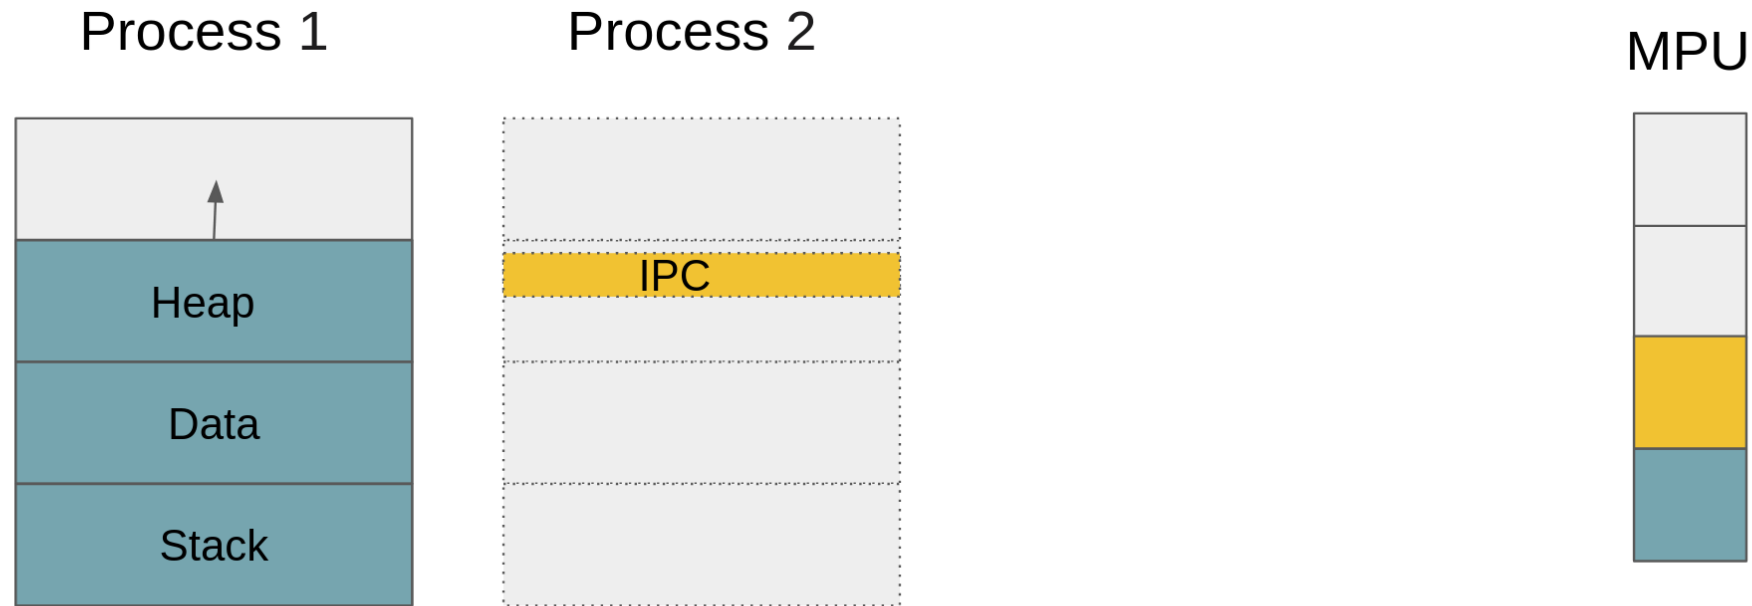 Process 1
Process 2
MPU
IPC
Heap
Data
Stack